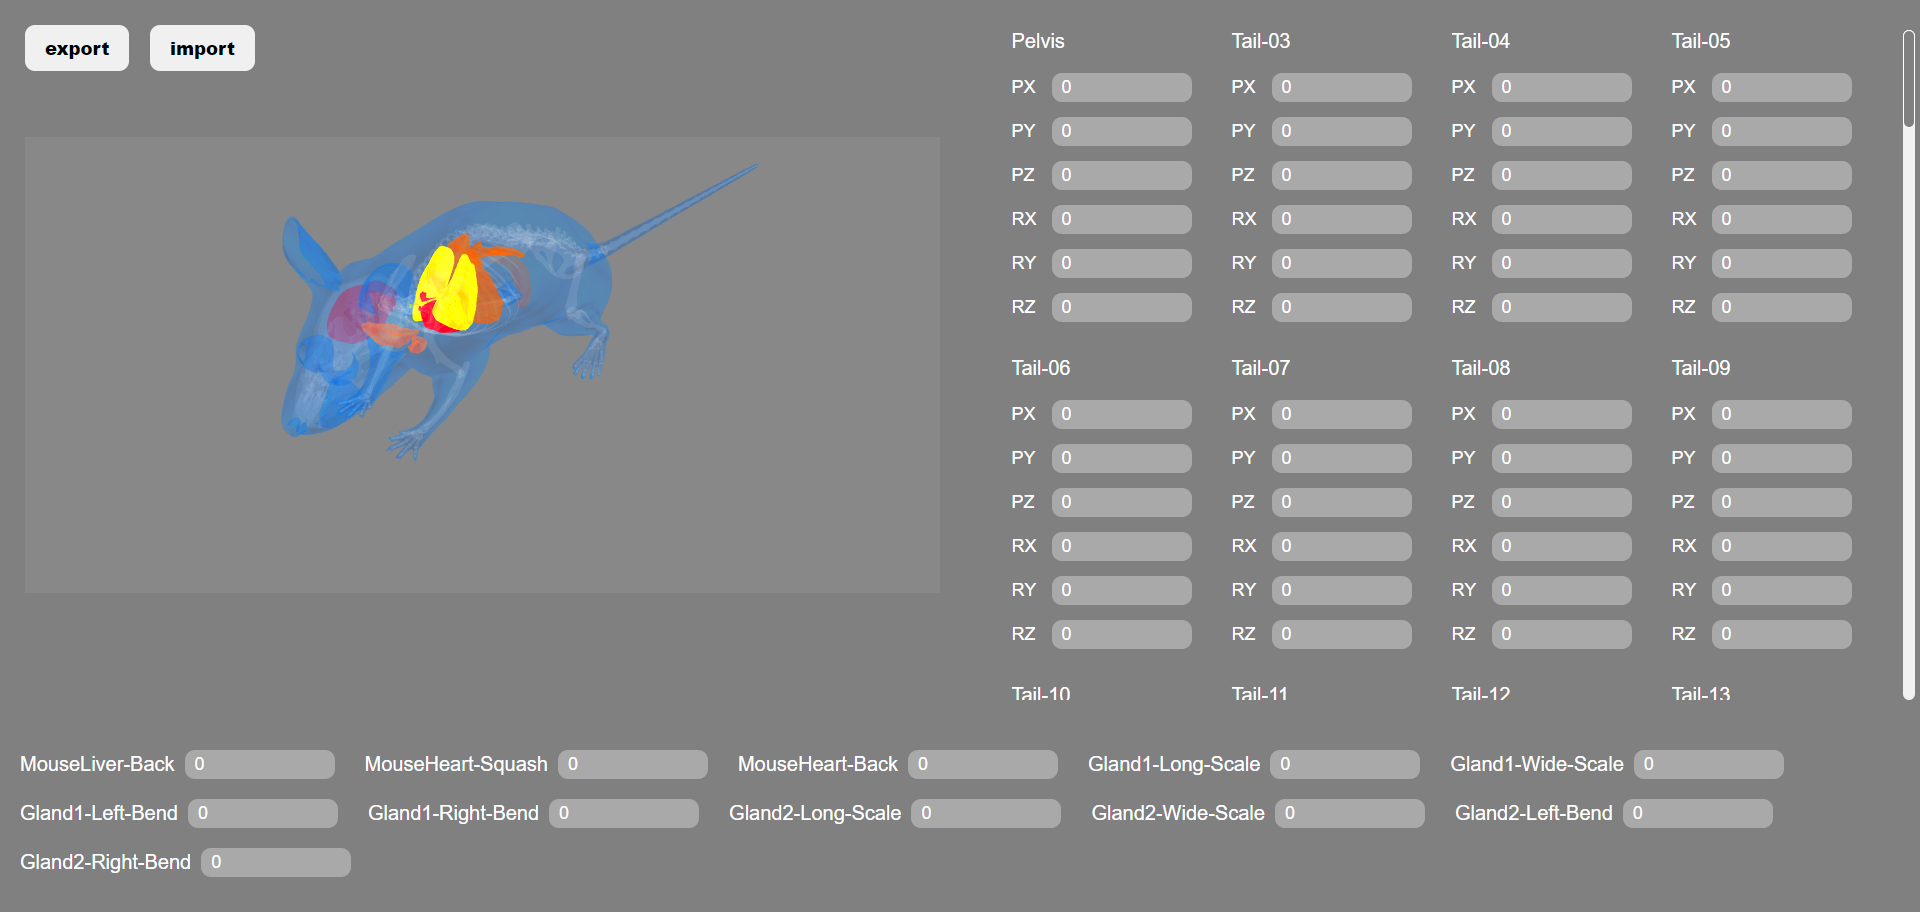 export import
Pelvis Tail-03 Tail-04 Tail-05
PX 0 PX 0 PX 0 PX 0
PY 0 PY 0 PY 0 PY 0
PZ 0 PZ 0 PZ 0 PZ 0
RX 0 RX 0 RX 0 RX 0
RY 0 RY 0 RY 0 RY 0
RZ 0 RZ 0 RZ 0 RZ 0
Tail-06 Tail-07 Tail-08 Tail-09
PX 0 PX 0 PX 0 PX 0
PY 0 PY 0 PY 0 PY 0
PZ 0 PZ 0 PZ 0 PZ 0
RX 0 RX 0 RX 0 RX 0
RY 0 RY 0 RY 0 RY 0
RZ 0 RZ 0 RZ 0 RZ 0
Tail-10 Tail-11 Tail-12 Tail-13
MouseLiver-Back 0 MouseHeart-Squash 0 MouseHeart-Back 0 Gland1-Long-Scale 0 Gland1-Wide-Scale 0
Gland1-Left-Bend 0 Gland1-Right-Bend 0 Gland2-Long-Scale 0 Gland2-Wide-Scale 0 Gland2-Left-Bend 0
Gland2-Right-Bend 0